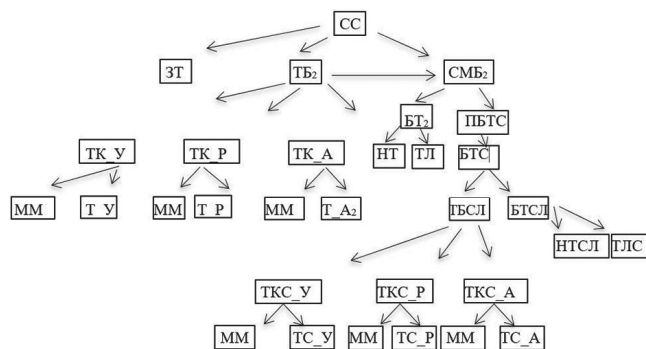 СС
ЗТ ТБ₂ СМБ₂
БТ₂ ПБТС
ТК_У ТК_Р ТК_А НТ ТЛ БТС
ММ Т_У ММ Т_Р ММ Т_А₂ ТБСЛ БТСЛ
НТСЛ ТЛС
ТКС_У ТКС_Р ТКС_А
ММ ТС_У ММ ТС_Р ММ ТС_А